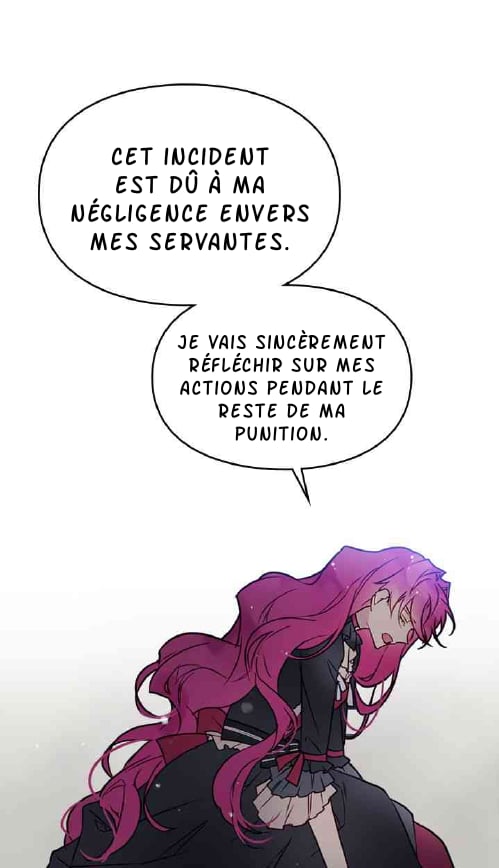 CET INCIDENT
EST DÛ À MA
NÉGLIGENCE ENVERS
MES SERVANTES.
JE VAIS SINCÈREMENT
RÉFLÉCHIR SUR MES
ACTIONS PENDANT LE
RESTE DE MA
PUNITION.